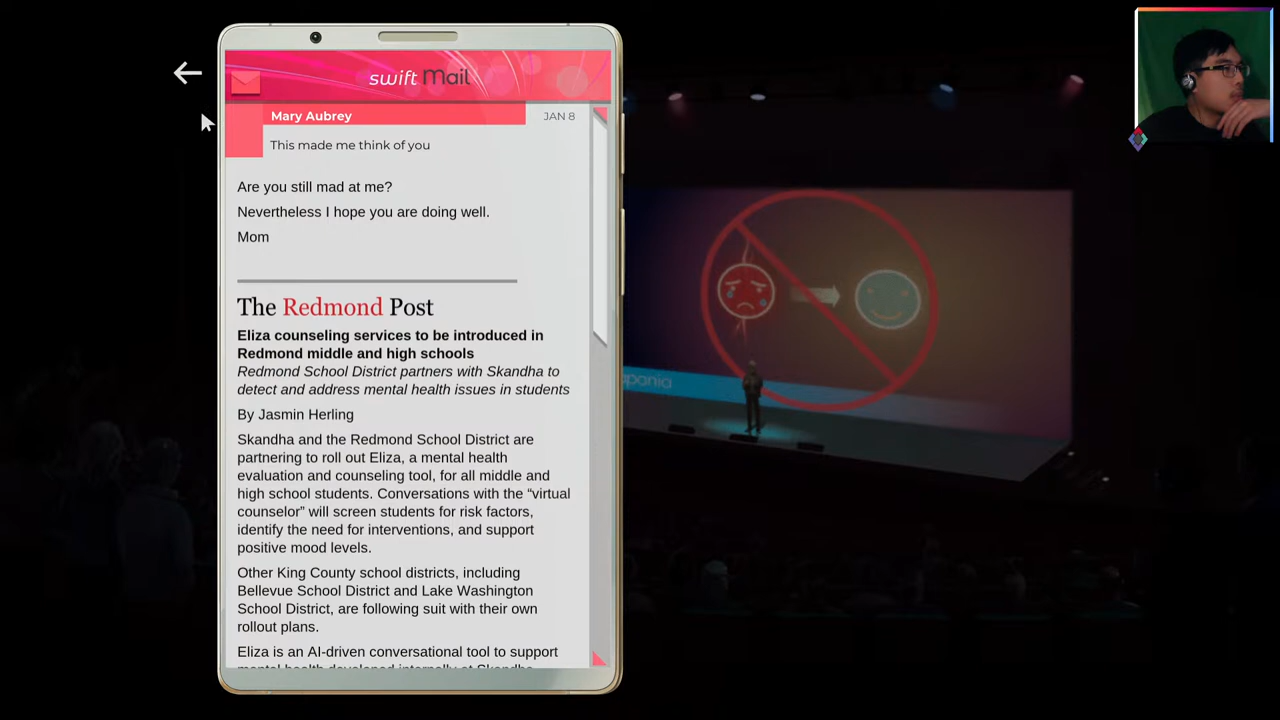 swift Mail
Mary Aubrey
JAN 8
This made me think of you
Are you still mad at me?
Nevertheless I hope you are doing well.
Mom
The Redmond Post
Eliza counseling services to be introduced in
Redmond middle and high schools
Redmond School District partners with Skandha to
detect and address mental health issues in students
By Jasmin Herling
Skandha and the Redmond School District are
partnering to roll out Eliza, a mental health
evaluation and counseling tool, for all middle and
high school students. Conversations with the “virtual
counselor” will screen students for risk factors,
identify the need for interventions, and support
positive mood levels.
Other King County school districts, including
Bellevue School District and Lake Washington
School District, are following suit with their own
rollout plans.
Eliza is an AI-driven conversational tool to support
mental health developed internally at Skandha